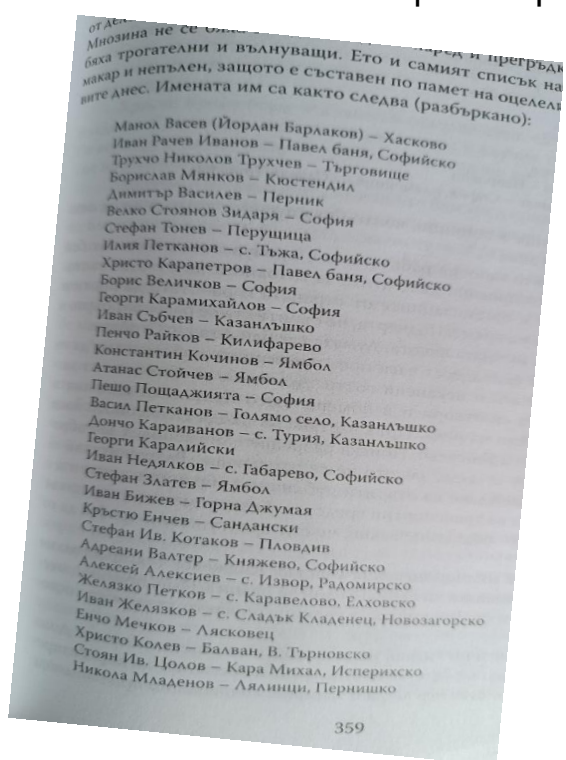 Мнозина не се
бяха трогателни и вълнуващи. Ето и самият списък на
макар и непълен, защото е съставен по памет на оцелели
вите днес. Имената им са както следва (разбъркано):
Манол Васев (Йордан Барлаков) – Хасково
Иван Рачев Иванов – Павел баня, Софийско
Трухчо Николов Трухчев – Търговище
Борислав Мянков – Кюстендил
Димитър Василев – Перник
Велко Стоянов Зидаря – София
Стефан Тонев – Перущица
Илия Петканов – с. Тъжа, Софийско
Христо Карапетров – Павел баня, Софийско
Борис Величков – София
Георги Карамихайлов – София
Иван Събчев – Казанлъшко
Пенчо Райков – Килифарево
Константин Кочинов – Ямбол
Атанас Стойчев – Ямбол
Пешо Пощаджията – София
Васил Петканов – Голямо село, Казанлъшко
Дончо Караиванов – с. Турия, Казанлъшко
Георги Каралийски
Иван Недялков – с. Габарево, Софийско
Стефан Златев – Ямбол
Иван Бижев – Горна Джумая
Кръстю Енчев – Сандански
Стефан Ив. Котаков – Пловдив
Адреани Валтер – Княжево, Софийско
Алексей Алексиев – с. Извор, Радомирско
Желязко Петков – с. Каравелово, Елховско
Иван Желязков – с. Сладък Кладенец, Новозагорско
Енчо Мечков – Лясковец
Христо Колев – Балван, В. Търновско
Стоян Ив. Цолов – Кара Михал, Исперихско
Никола Младенов – Лялинци, Пернишко
359